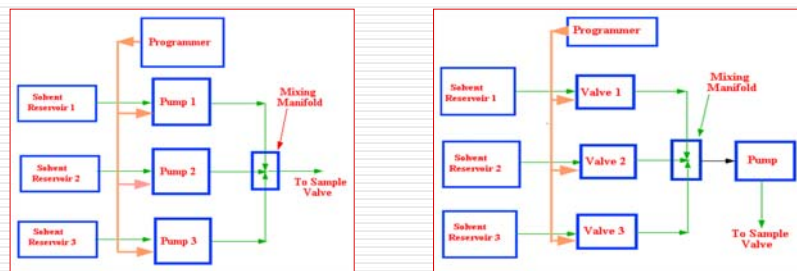 Programmer
Solvent
Reservoir 1
Pump 1
Mixing
Manifold
Solvent
Reservoir 2
Pump 2
To Sample
Valve
Solvent
Reservoir 3
Pump 3
Programmer
Solvent
Reservoir 1
Valve 1
Mixing
Manifold
Solvent
Reservoir 2
Valve 2
Pump
Solvent
Reservoir 3
Valve 3
To Sample
Valve